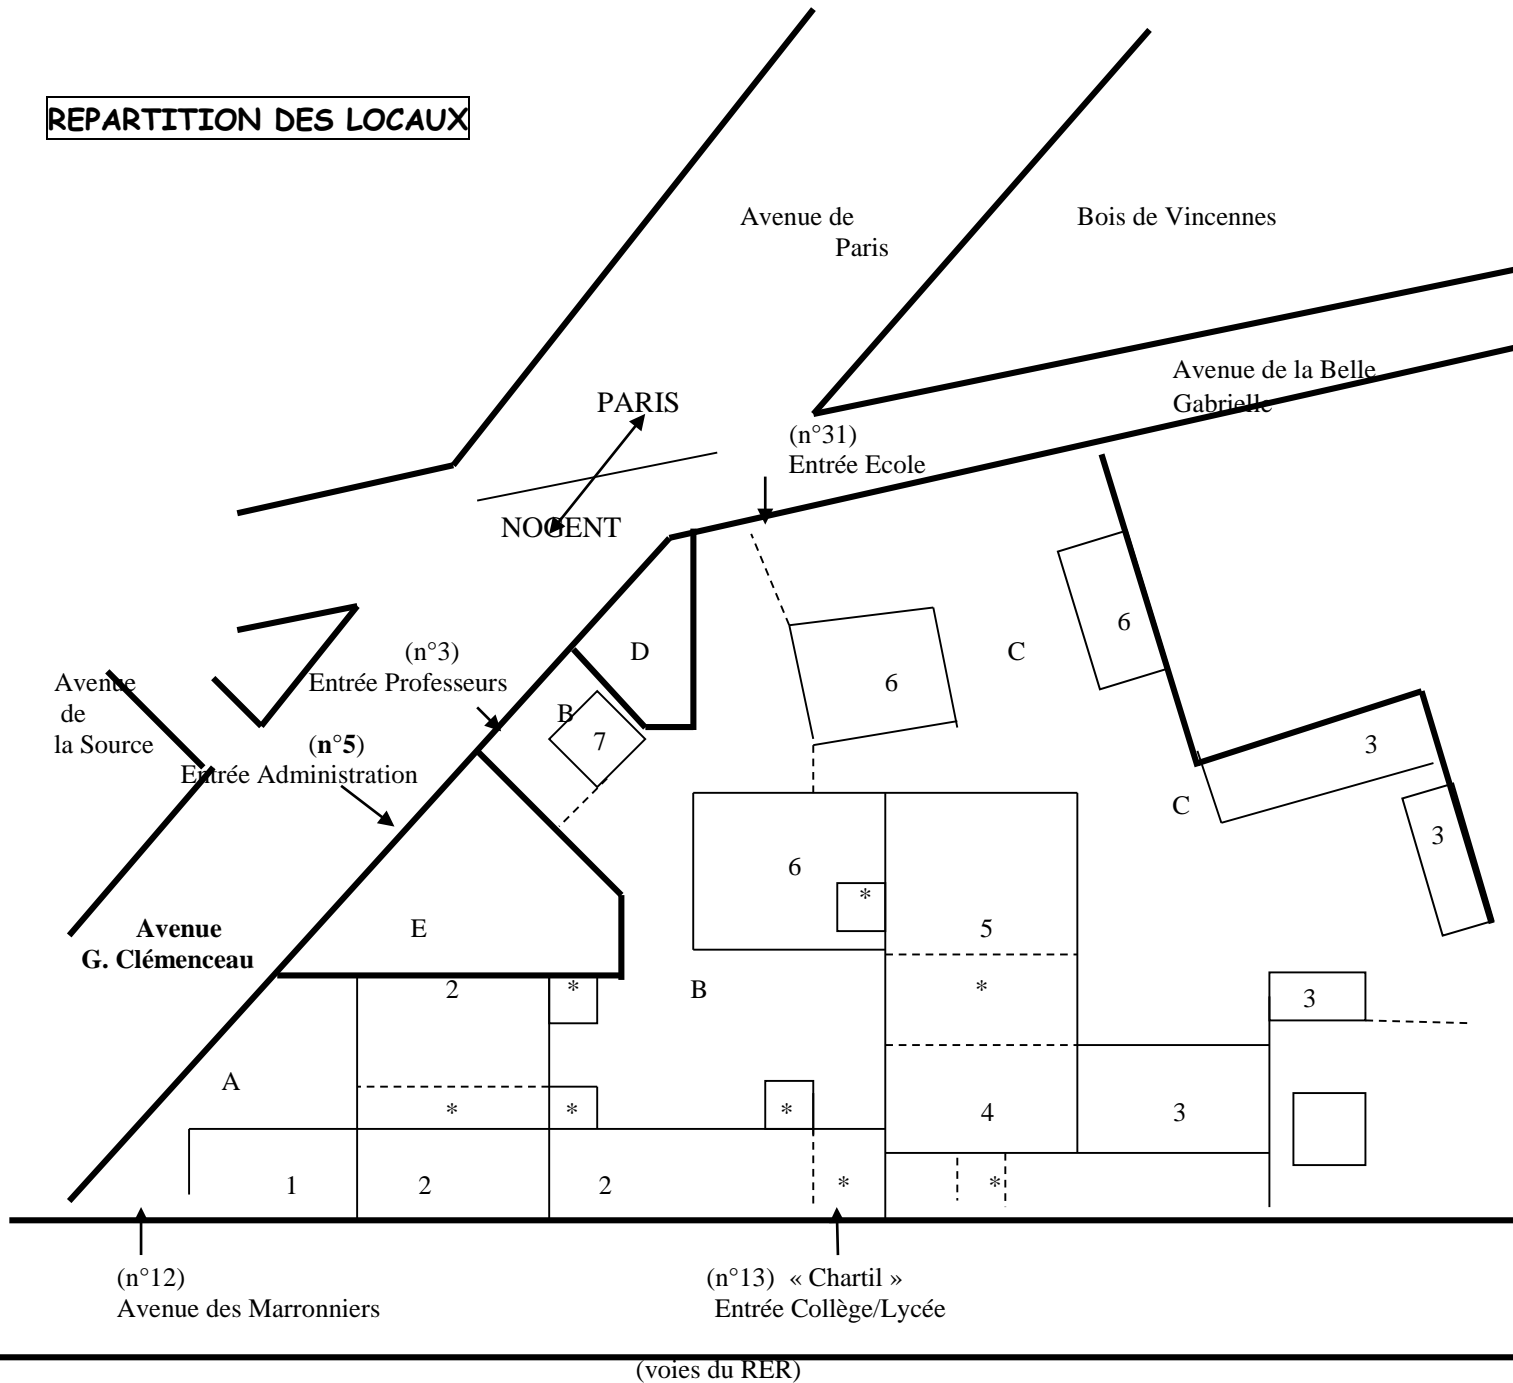 REPARTITION DES LOCAUX
Avenue de
Paris
Bois de Vincennes
Avenue de la Belle
Gabrielle
PARIS
(n°31)
Entrée Ecole
NOGENT
6
(n°3)
D
C
Entrée Professeurs
Avenue
de
la Source
6
B
7
3
(n°5)
Entrée Administration
C
3
6
*
Avenue
G. Clémenceau
E
5
2
*
B
*
3
A
*
*
*
4
3
1
2
2
*
*
(n°12)
Avenue des Marronniers
(n°13) « Chartil »
Entrée Collège/Lycée
(voies du RER)